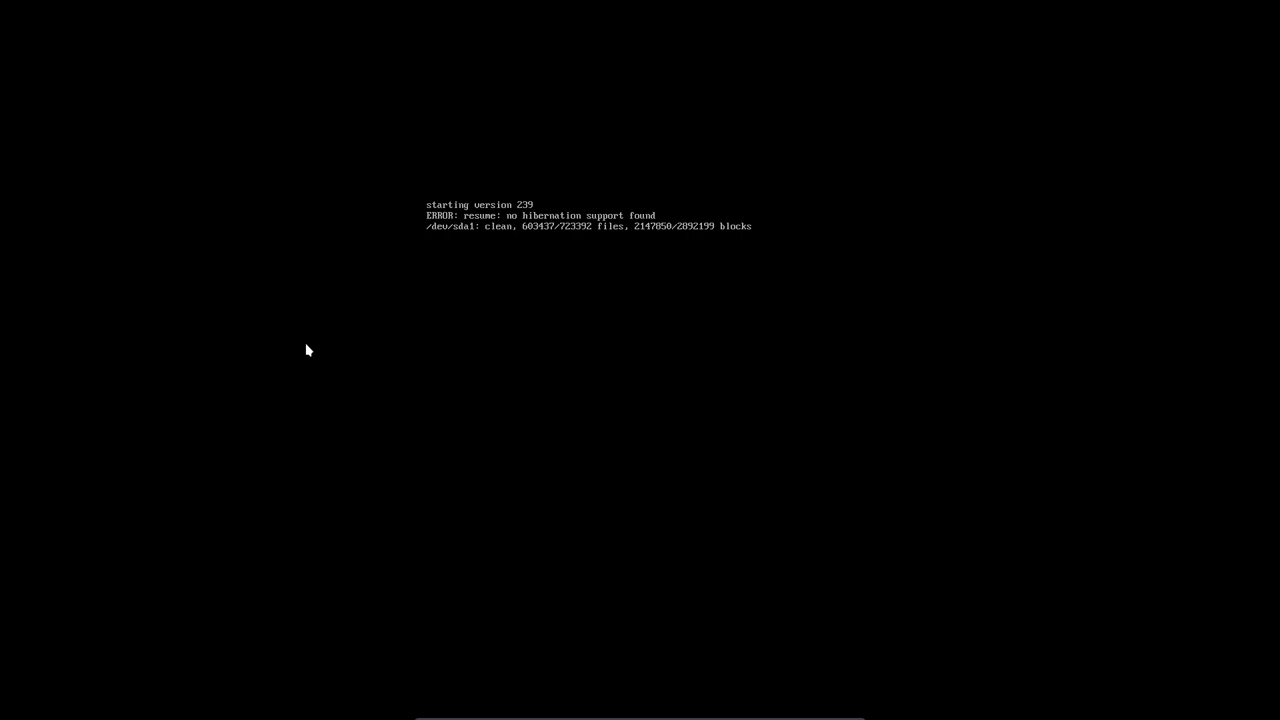 starting version 239
ERROR: resume: no hibernation support found
/dev/sda1: clean, 603437/723392 files, 2147850/2892199 blocks